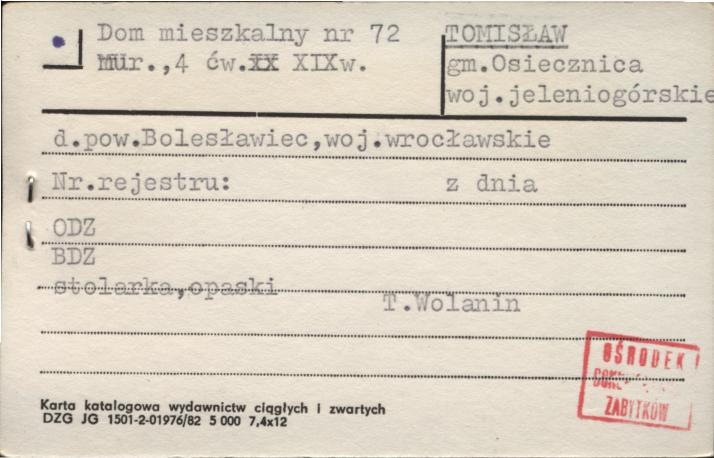 Dom mieszkalny nr 72
mur.,4 ćw.XX XIXw.
TOMISŁAW
gm.Osiecznica
woj.jeleniogórskie
d.pow.Bolesławiec,woj.wrocławskie
Nr.rejestru: z dnia
ODZ
BDZ
stolarka,opaski
T.Wolanin
OŚRODEK
ZABYTKÓW
Karta katalogowa wydawnictw ciągłych i zwartych
DZG JG 1501-2-01976/82 5 000 7,4x12